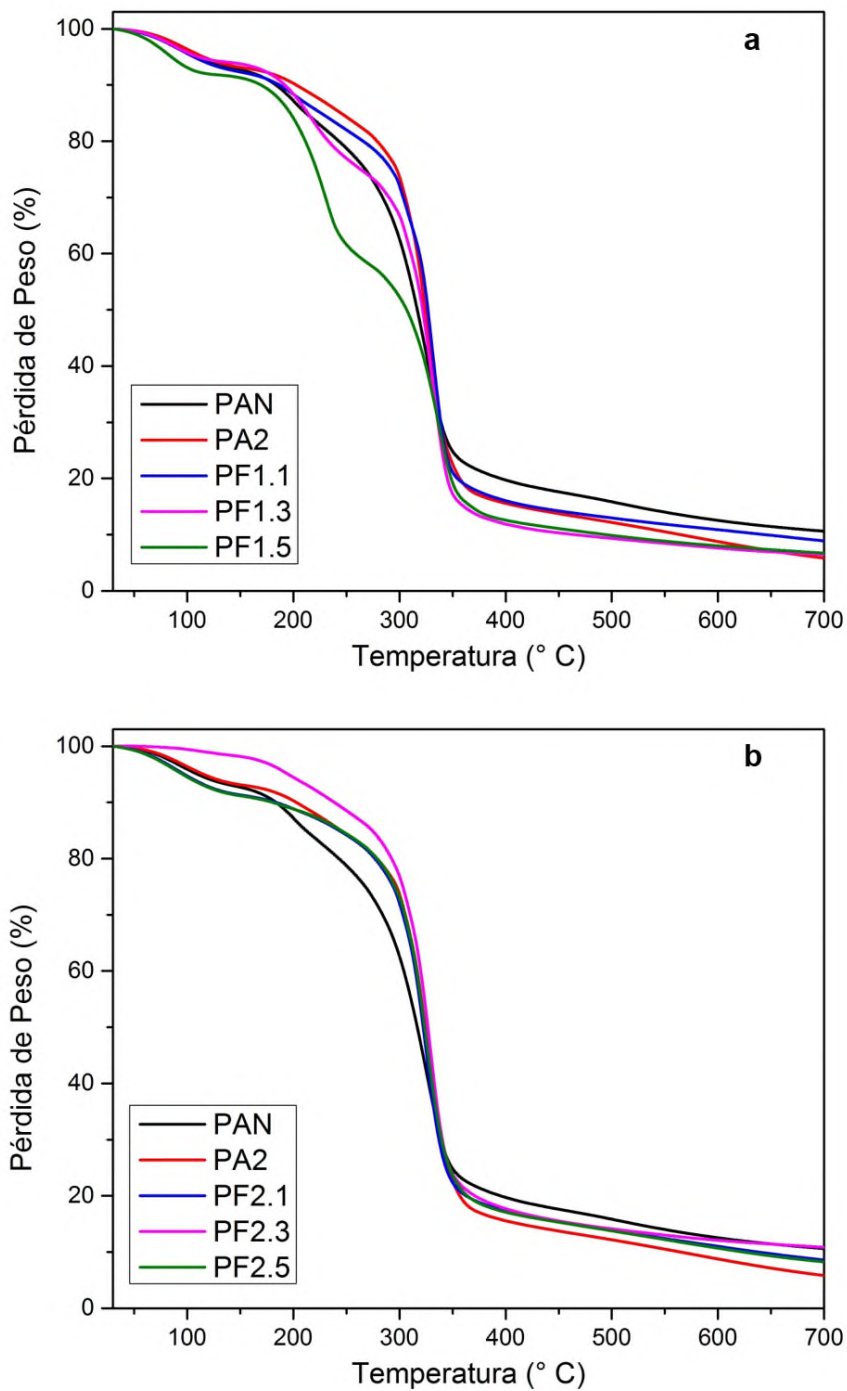 a
100
80
60
40
20
0
Pérdida de Peso (%)
PAN
PA2
PF1.1
PF1.3
PF1.5
100 200 300 400 500 600 700
Temperatura (° C)
b
100
80
60
40
20
0
Pérdida de Peso (%)
PAN
PA2
PF2.1
PF2.3
PF2.5
100 200 300 400 500 600 700
Temperatura (° C)